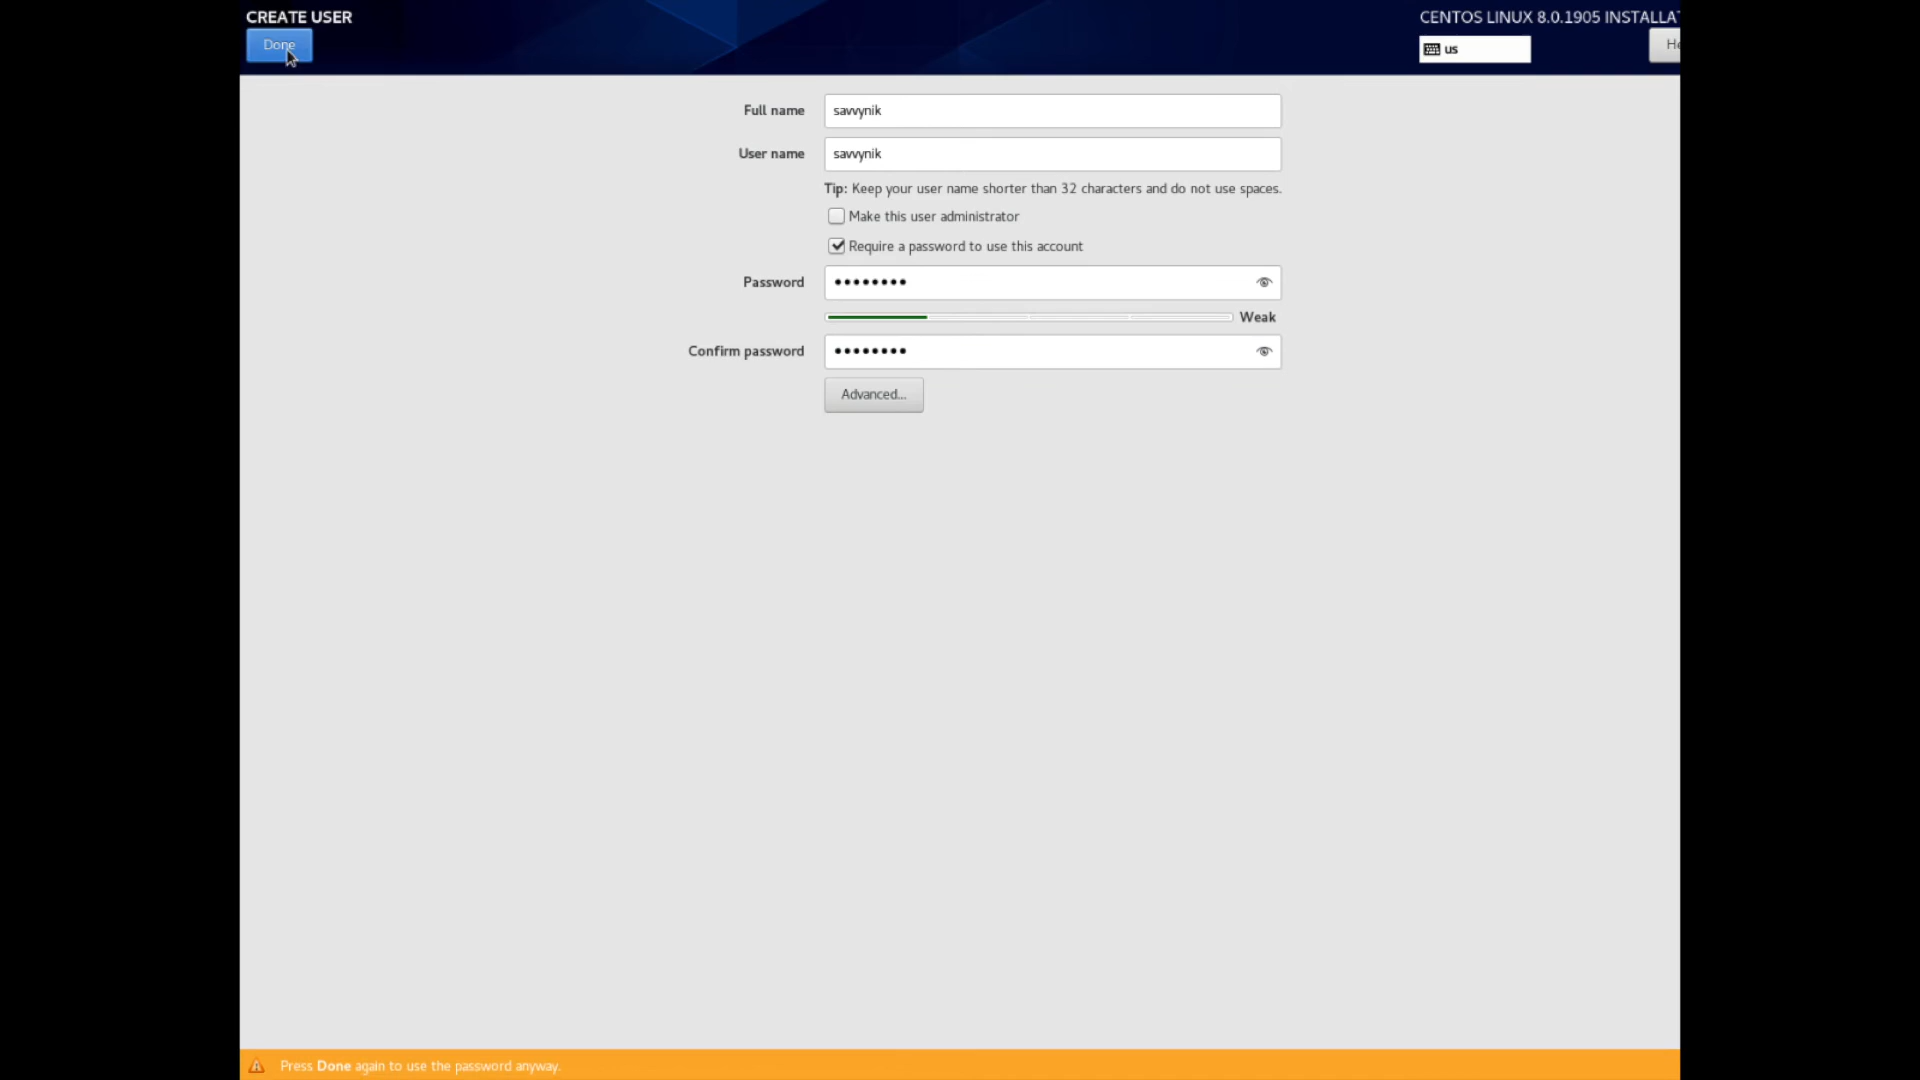 CREATE USER
CENTOS LINUX 8.0.1905 INSTALLA
Done
us
He
Full name
savvynik
User name
savvynik
Tip: Keep your user name shorter than 32 characters and do not use spaces.
Make this user administrator
Require a password to use this account
Password
••••••••
Weak
Confirm password
••••••••
Advanced...
Press Done again to use the password anyway.